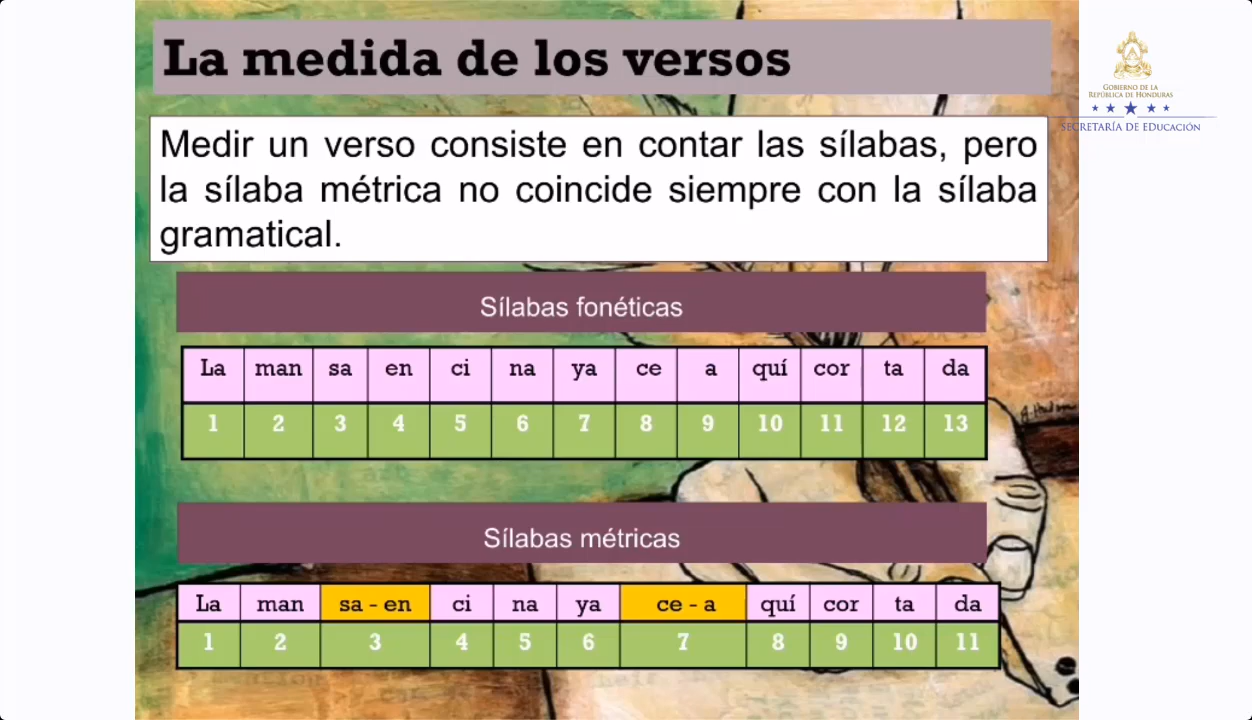 La medida de los versos
GOBIERNO DE LA
REPÚBLICA DE HONDURAS
SECRETARÍA DE EDUCACIÓN
Medir un verso consiste en contar las sílabas, pero
la sílaba métrica no coincide siempre con la sílaba
gramatical.
Sílabas fonéticas
La man sa en ci na ya ce a quí cor ta da
1 2 3 4 5 6 7 8 9 10 11 12 13
Sílabas métricas
La man sa - en ci na ya ce - a quí cor ta da
1 2 3 4 5 6 7 8 9 10 11